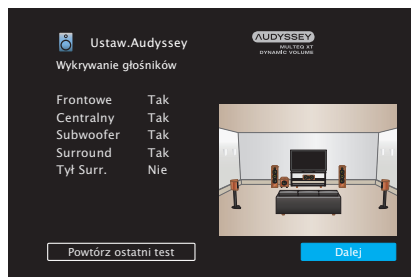 Ustaw.Audyssey
AUDYSSEY
MULTEQ XT
DYNAMIC VOLUME
Wykrywanie głośników
Frontowe Tak
Centralny Tak
Subwoofer Tak
Surround Tak
Tył Surr. Nie
Powtórz ostatni test
Dalej